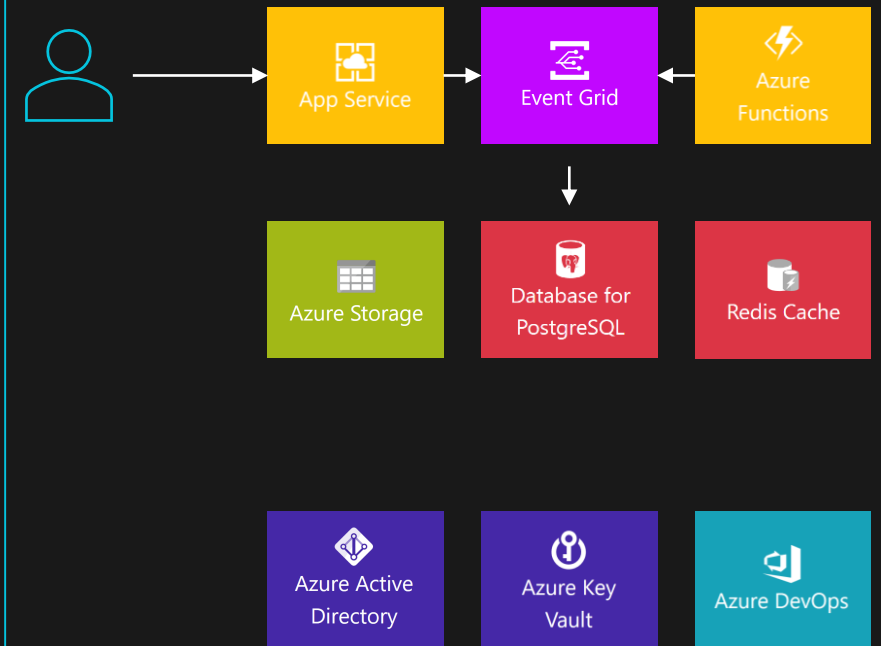 App Service
Event Grid
Azure
Functions
Azure Storage
Database for
PostgreSQL
Redis Cache
Azure Active
Directory
Azure Key
Vault
Azure DevOps